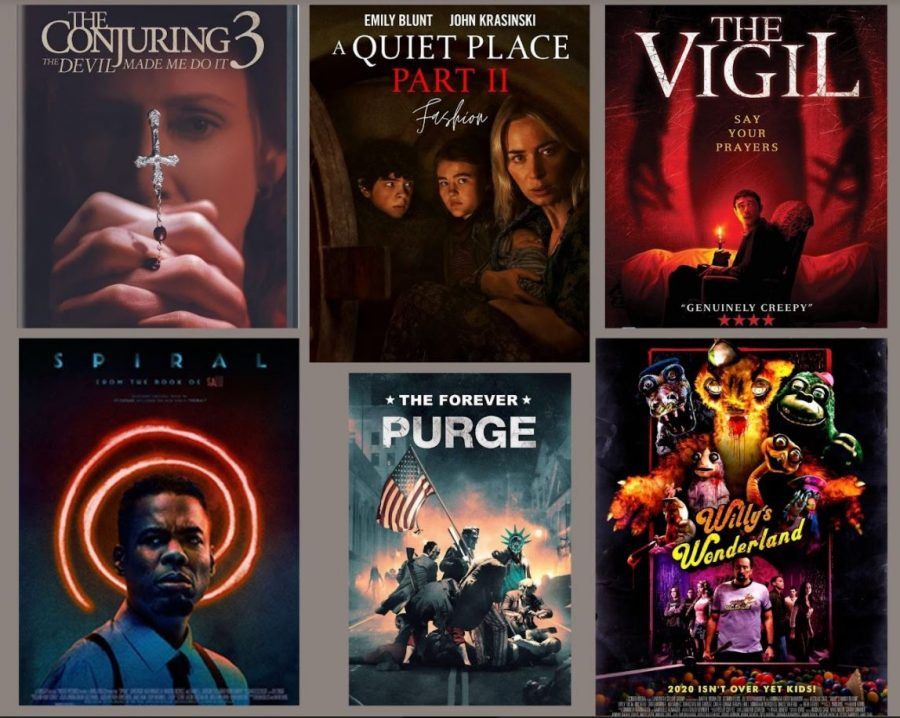 THE
CONJURING 3
THE DEVIL MADE ME DO IT
EMILY BLUNT JOHN KRASINSKI
A QUIET PLACE
PART II
Fashion
THE
VIGIL
SAY
YOUR
PRAYERS
"GENUINELY CREEPY"
SPIRAL
FROM THE BOOK OF SAW
THE FOREVER
PURGE
Willy's
Wonderland
2020 ISN'T OVER YET KIDS!